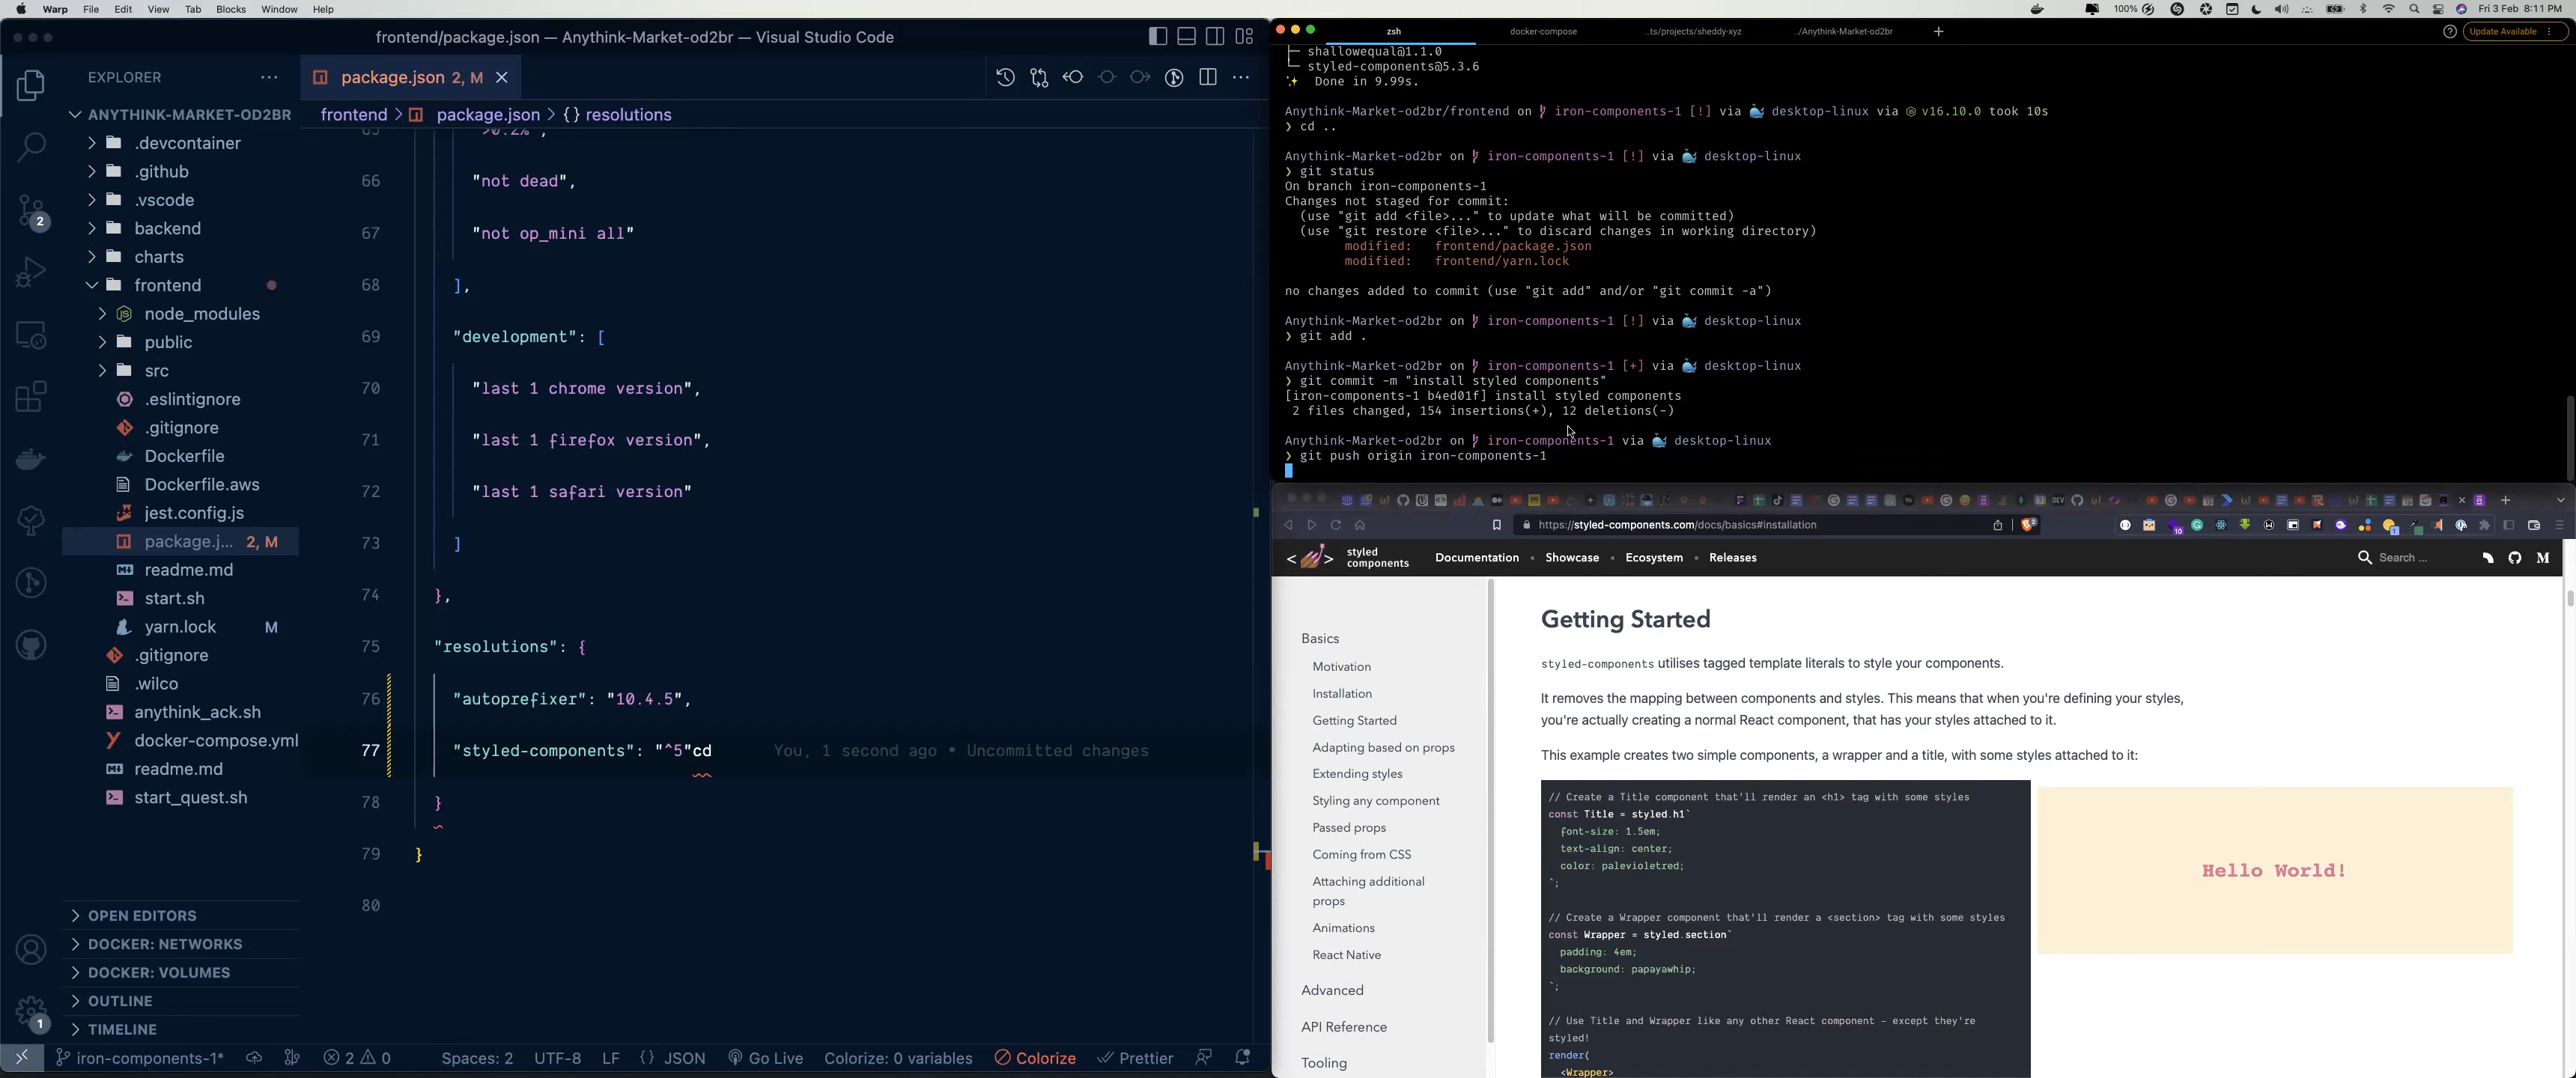 Warp File Edit View Tab Blocks Window Help
100% Fri 3 Feb 8:11 PM
frontend/package.json — Anythink-Market-od2br — Visual Studio Code
EXPLORER
package.json 2, M
ANYTHINK-MARKET-OD2BR
.devcontainer
.github
.vscode
backend
charts
frontend
node_modules
public
src
.eslintignore
.gitignore
Dockerfile
Dockerfile.aws
jest.config.js
package.j... 2, M
readme.md
start.sh
yarn.lock M
.gitignore
.wilco
anythink_ack.sh
docker-compose.yml
readme.md
start_quest.sh
OPEN EDITORS
DOCKER: NETWORKS
DOCKER: VOLUMES
OUTLINE
TIMELINE
2
1
frontend > package.json > {} resolutions
65 ">0.2%",
66 "not dead",
67 "not op_mini all"
68 ],
69 "development": [
70 "last 1 chrome version",
71 "last 1 firefox version",
72 "last 1 safari version"
73 ]
74 },
75 "resolutions": {
76 "autoprefixer": "10.4.5",
77 "styled-components": "^5"cd You, 1 second ago • Uncommitted changes
78 }
79 }
80
iron-components-1* 2 0 Spaces: 2 UTF-8 LF {} JSON Go Live Colorize: 0 variables Colorize Prettier
zsh docker-compose ..ts/projects/sheddy-xyz ../Anythink-Market-od2br + Update Available
├─ shallowequal@1.1.0
└─ styled-components@5.3.6
✨ Done in 9.99s.
Anythink-Market-od2br/frontend on iron-components-1 [!] via 🐳 desktop-linux via v16.10.0 took 10s
❯ cd ..
Anythink-Market-od2br on iron-components-1 [!] via 🐳 desktop-linux
❯ git status
On branch iron-components-1
Changes not staged for commit:
(use "git add <file>..." to update what will be committed)
(use "git restore <file>..." to discard changes in working directory)
modified: frontend/package.json
modified: frontend/yarn.lock
no changes added to commit (use "git add" and/or "git commit -a")
Anythink-Market-od2br on iron-components-1 [!] via 🐳 desktop-linux
❯ git add .
Anythink-Market-od2br on iron-components-1 [+] via 🐳 desktop-linux
❯ git commit -m "install styled components"
[iron-components-1 b4ed01f] install styled components
2 files changed, 154 insertions(+), 12 deletions(-)
Anythink-Market-od2br on iron-components-1 via 🐳 desktop-linux
❯ git push origin iron-components-1
https://styled-components.com/docs/basics#installation
styled
components
Documentation • Showcase • Ecosystem • Releases
Search ...
Basics
Motivation
Installation
Getting Started
Adapting based on props
Extending styles
Styling any component
Passed props
Coming from CSS
Attaching additional
props
Animations
React Native
Advanced
API Reference
Tooling
Getting Started
styled-components utilises tagged template literals to style your components.
It removes the mapping between components and styles. This means that when you're defining your styles,
you're actually creating a normal React component, that has your styles attached to it.
This example creates two simple components, a wrapper and a title, with some styles attached to it:
// Create a Title component that'll render an <h1> tag with some styles
const Title = styled.h1`
font-size: 1.5em;
text-align: center;
color: palevioletred;
`;
// Create a Wrapper component that'll render a <section> tag with some styles
const Wrapper = styled.section`
padding: 4em;
background: papayawhip;
`;
// Use Title and Wrapper like any other React component – except they're
styled!
render(
<Wrapper>
Hello World!